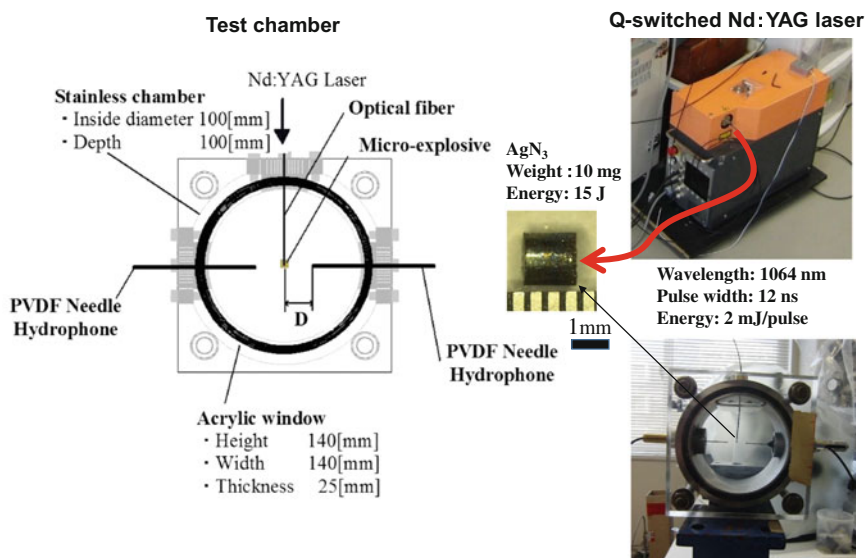 Test chamber
Nd:YAG Laser
Stainless chamber
・Inside diameter 100[mm]
・Depth 100[mm]
Optical fiber
Micro-explosive
PVDF Needle
Hydrophone
D
PVDF Needle
Hydrophone
Acrylic window
・Height 140[mm]
・Width 140[mm]
・Thickness 25[mm]
Q-switched Nd:YAG laser
AgN₃
Weight : 10 mg
Energy: 15 J
1mm
Wavelength: 1064 nm
Pulse width: 12 ns
Energy: 2 mJ/pulse